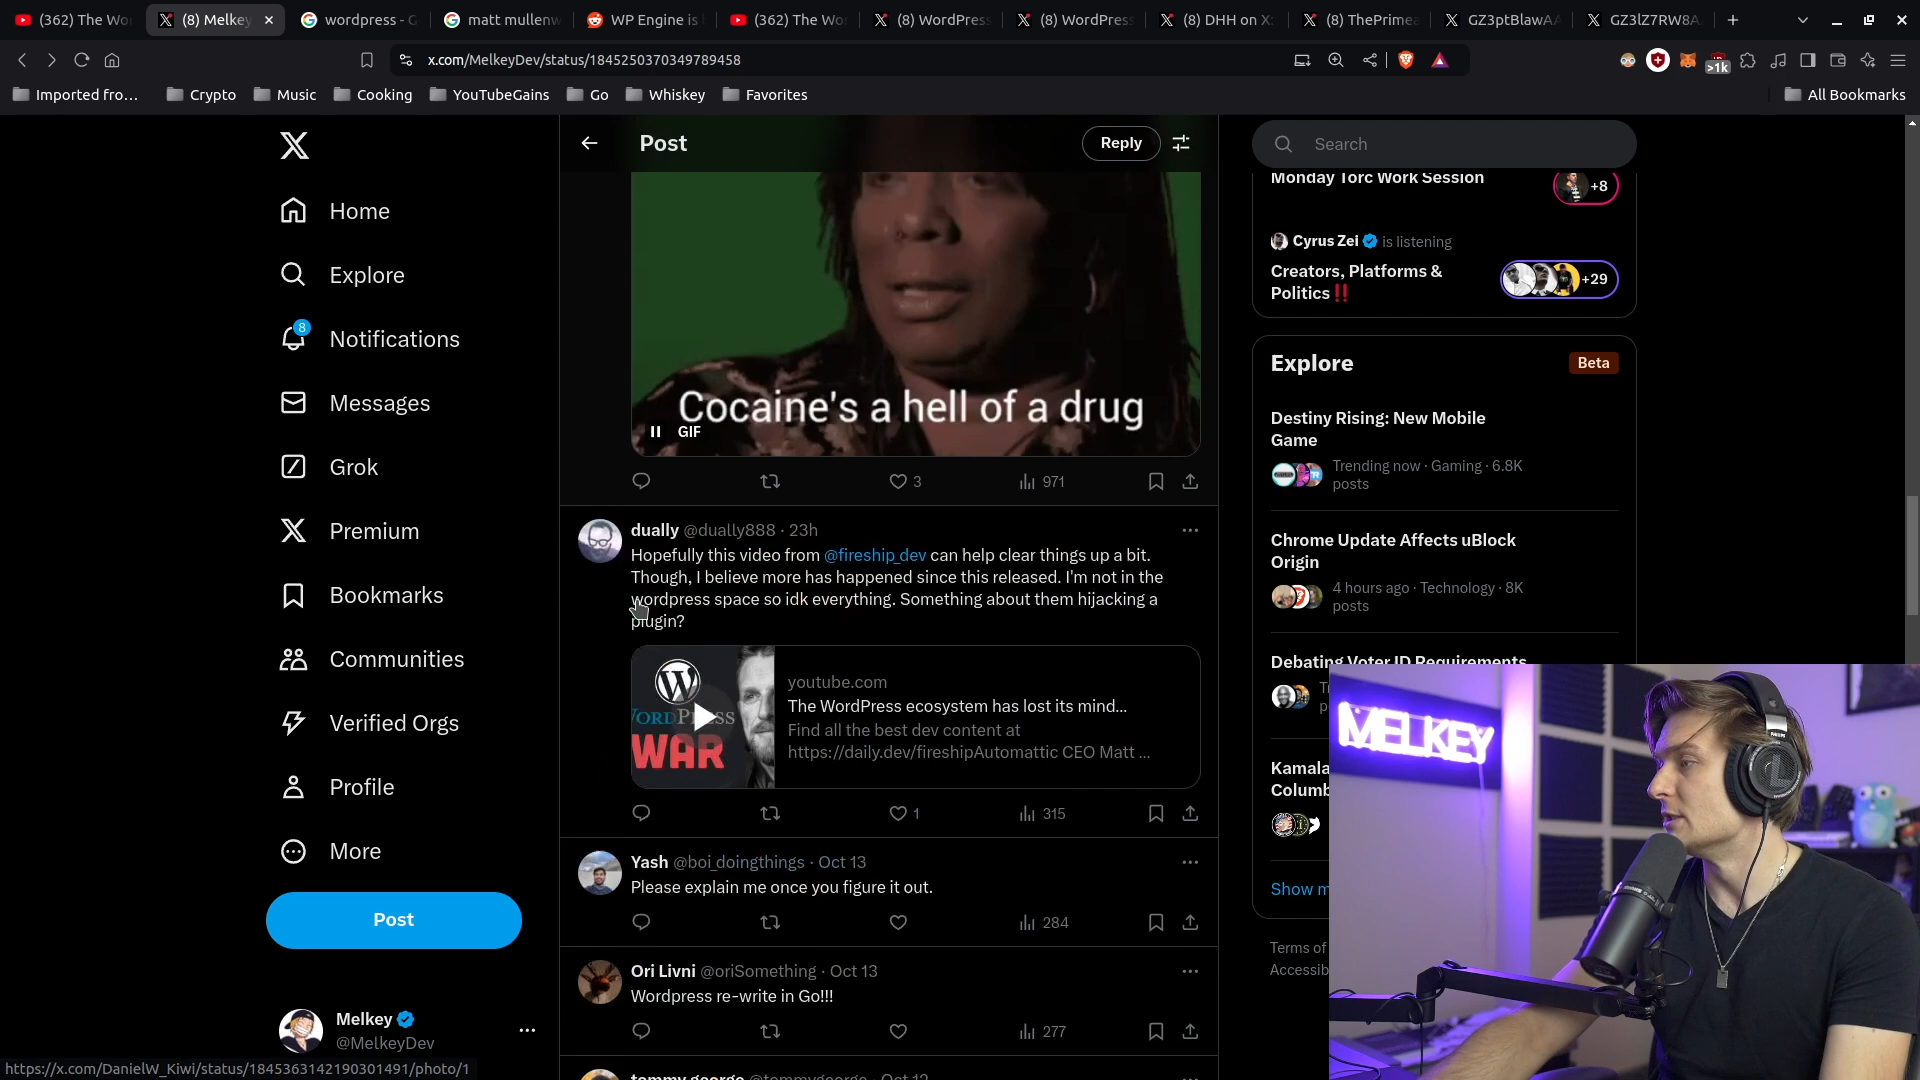 (362) The Wo
(8) Melkey
wordpress - G
matt mullenw
WP Engine is
(362) The Wo
(8) WordPres
(8) WordPres
(8) DHH on X
(8) ThePrimea
GZ3ptBlawAA
GZ3lZ7RW8A
x.com/MelkeyDev/status/1845250370349789458
>1k
Imported fro...
Crypto
Music
Cooking
YouTubeGains
Go
Whiskey
Favorites
All Bookmarks
Home
Explore
8
Notifications
Messages
Grok
Premium
Bookmarks
Communities
Verified Orgs
Profile
More
Post
Melkey
@MelkeyDev
https://x.com/DanielW_Kiwi/status/1845363142190301491/photo/1
Post
Reply
Cocaine's a hell of a drug
GIF
3
971
dually @dually888 · 23h
Hopefully this video from @fireship_dev can help clear things up a bit.
Though, I believe more has happened since this released. I'm not in the
wordpress space so idk everything. Something about them hijacking a
plugin?
WORDPRESS
WAR
youtube.com
The WordPress ecosystem has lost its mind...
Find all the best dev content at
https://daily.dev/fireshipAutomattic CEO Matt ...
1
315
Yash @boi_doingthings · Oct 13
Please explain me once you figure it out.
284
Ori Livni @oriSomething · Oct 13
Wordpress re-write in Go!!!
277
tommy george @tommygeorge · Oct 12
Search
Monday Torc Work Session
+8
Cyrus Zei is listening
Creators, Platforms &
Politics‼️
+29
Explore
Beta
Destiny Rising: New Mobile
Game
Trending now · Gaming · 6.8K
posts
Chrome Update Affects uBlock
Origin
4 hours ago · Technology · 8K
posts
Debating Voter ID Requirements
Kamala
Columb
Show m
Terms of
Accessib
MELKEY